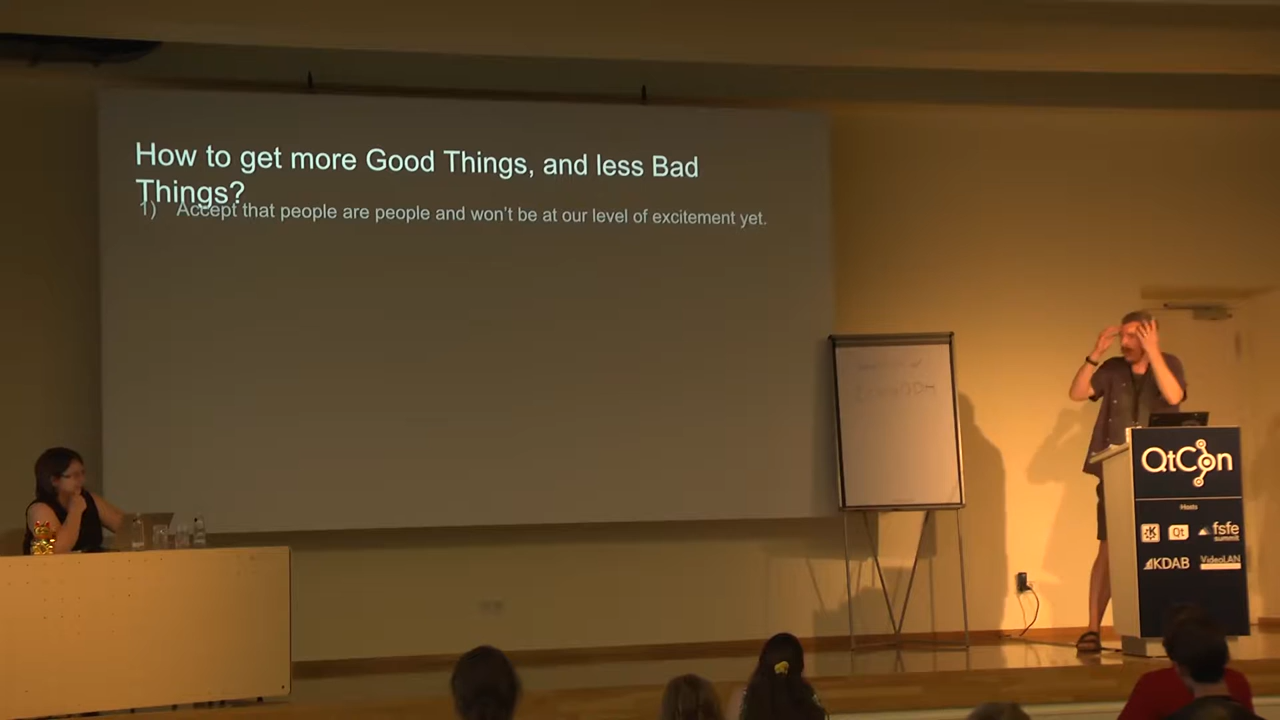 How to get more Good Things, and less Bad
Things?
1) Accept that people are people and won't be at our level of excitement yet.
QtCon
Hosts
Qt
fsfe
summit
KDAB
VideoLAN